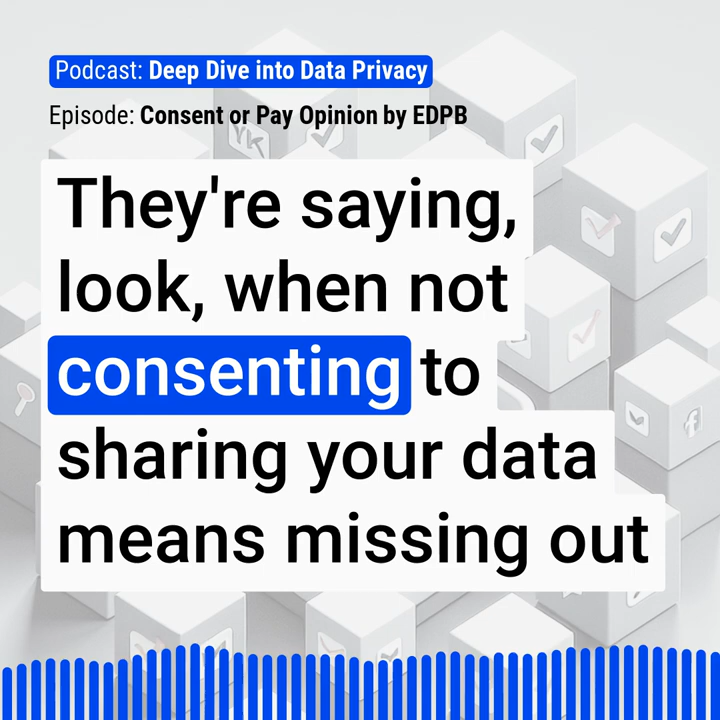 Podcast: Deep Dive into Data Privacy
Episode: Consent or Pay Opinion by EDPB
They're saying,
look, when not
consenting to
sharing your data
means missing out